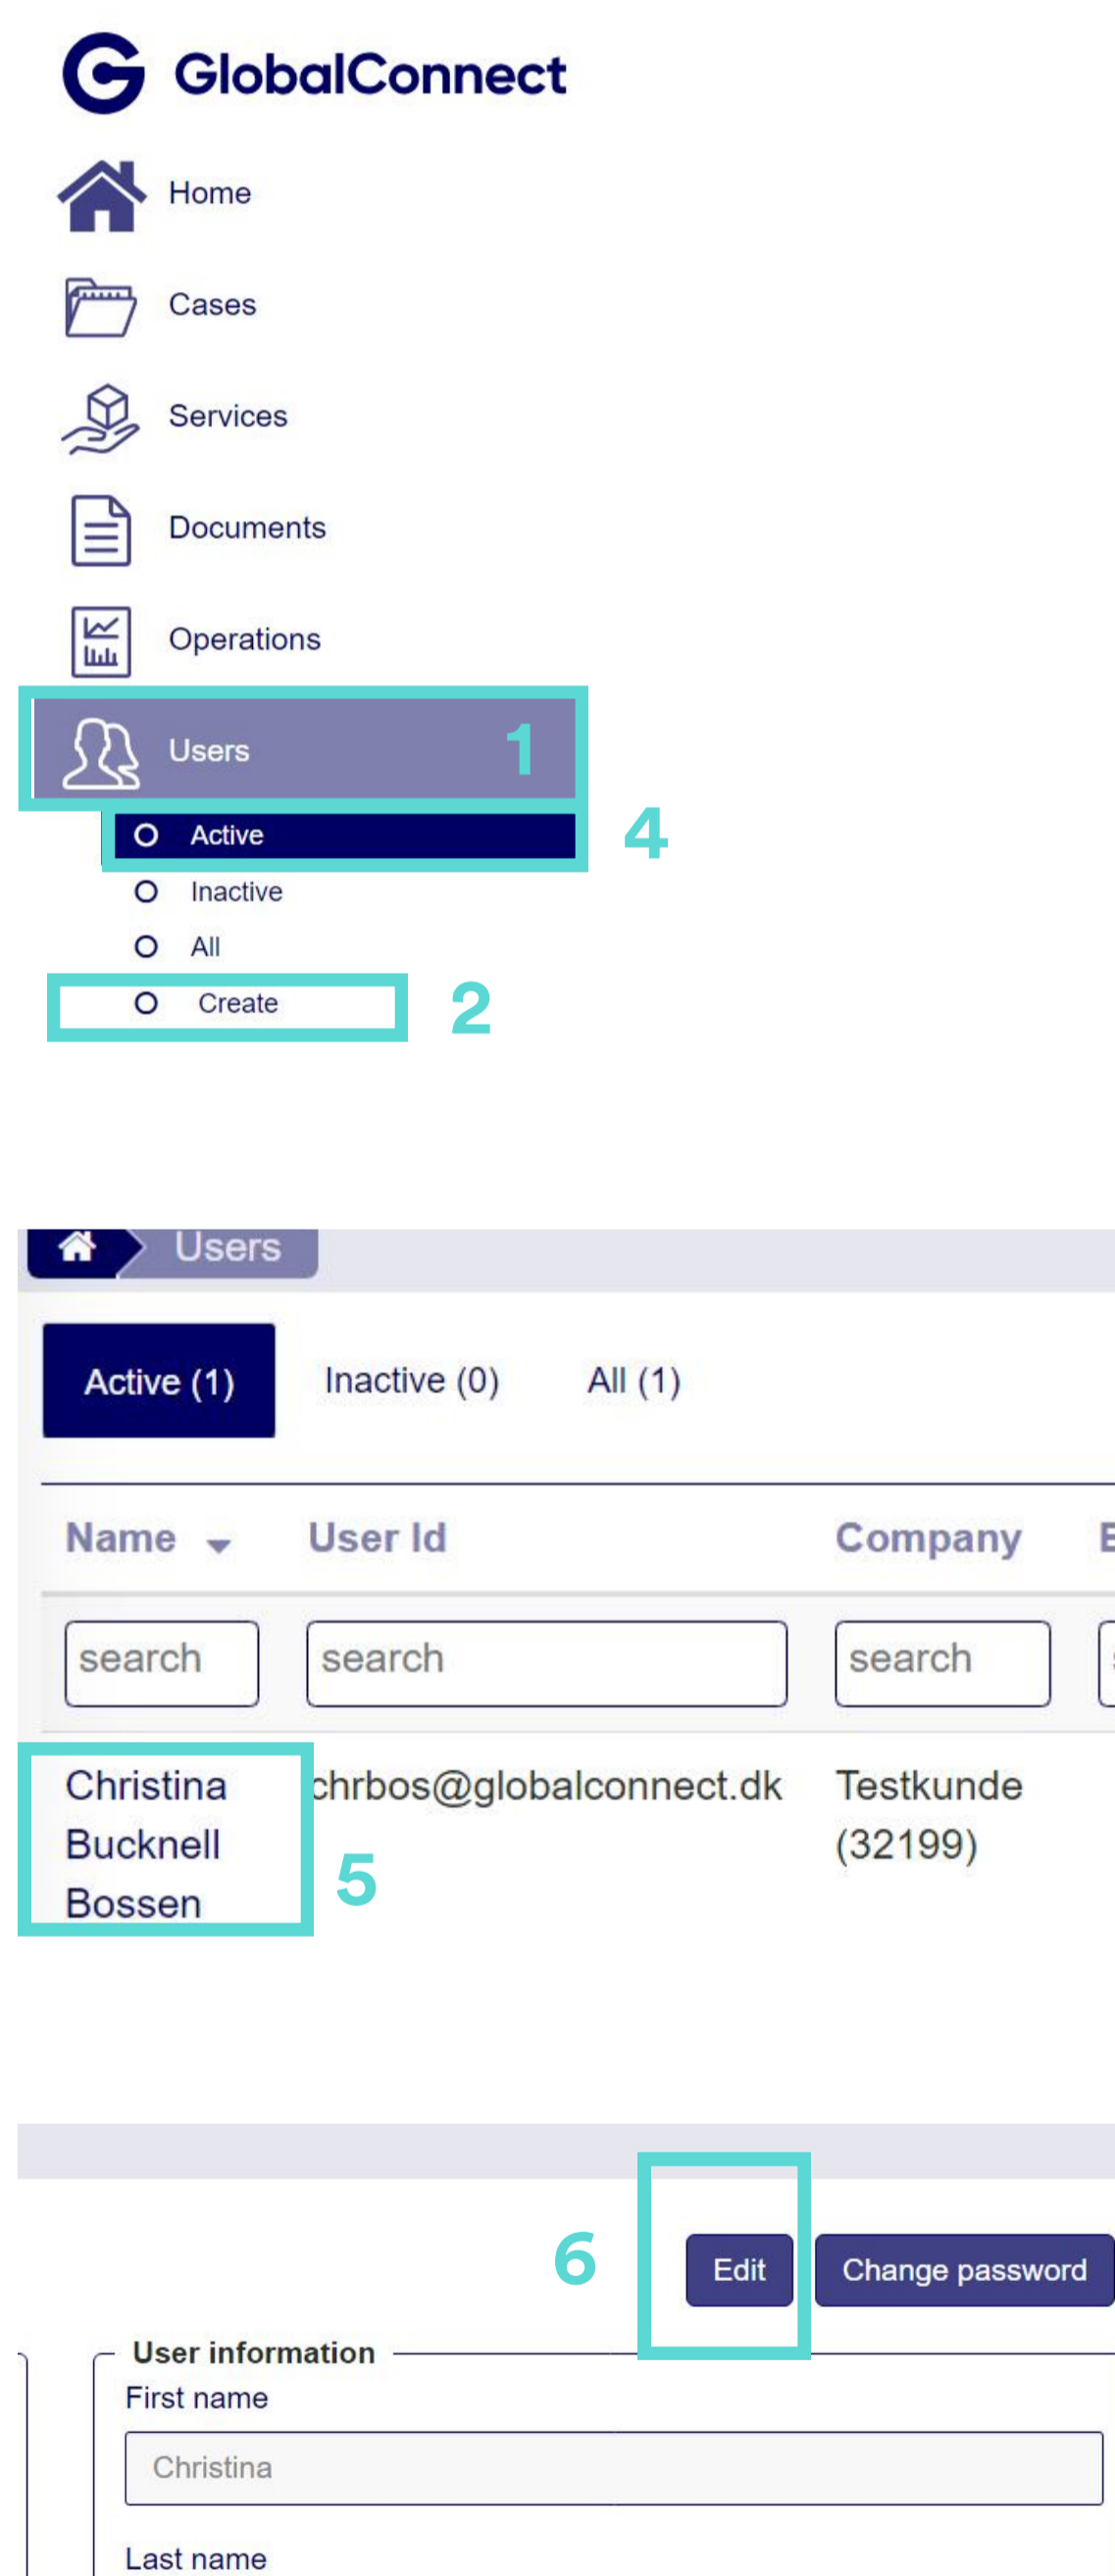 GlobalConnect
Home
Cases
Services
Documents
Operations
Users 1
Active 4
Inactive
All
Create 2
Users
Active (1) Inactive (0) All (1)
Name User Id Company
search search search
Christina chrbos@globalconnect.dk Testkunde
Bucknell (32199)
Bossen 5
6 Edit Change password
User information
First name
Christina
Last name